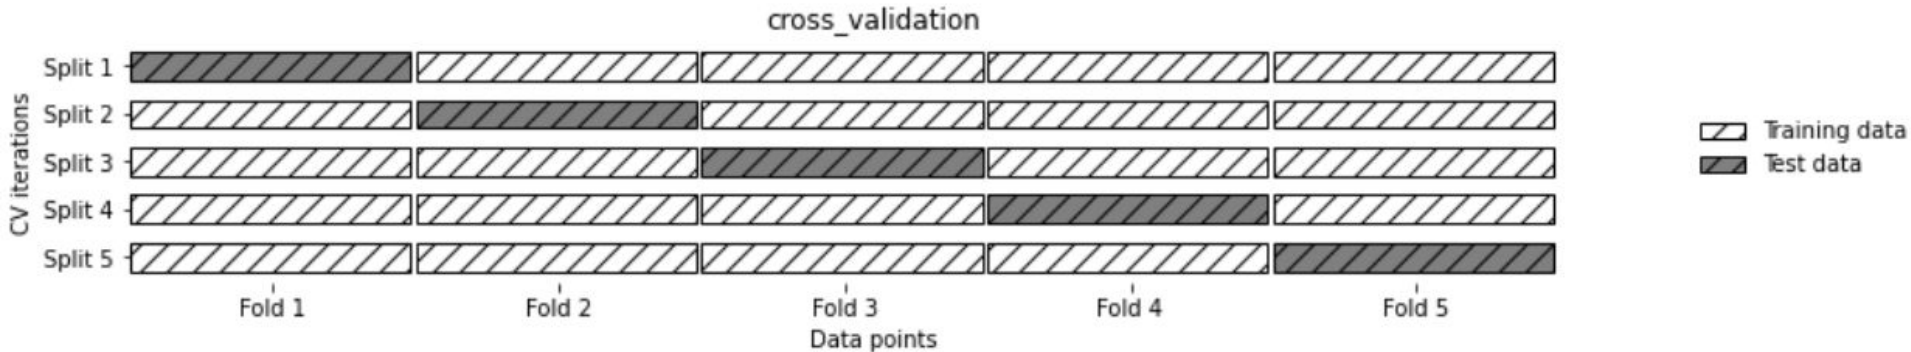 cross_validation
CV iterations
Split 1
Split 2
Split 3
Split 4
Split 5
Fold 1
Fold 2
Fold 3
Fold 4
Fold 5
Data points
Training data
Test data